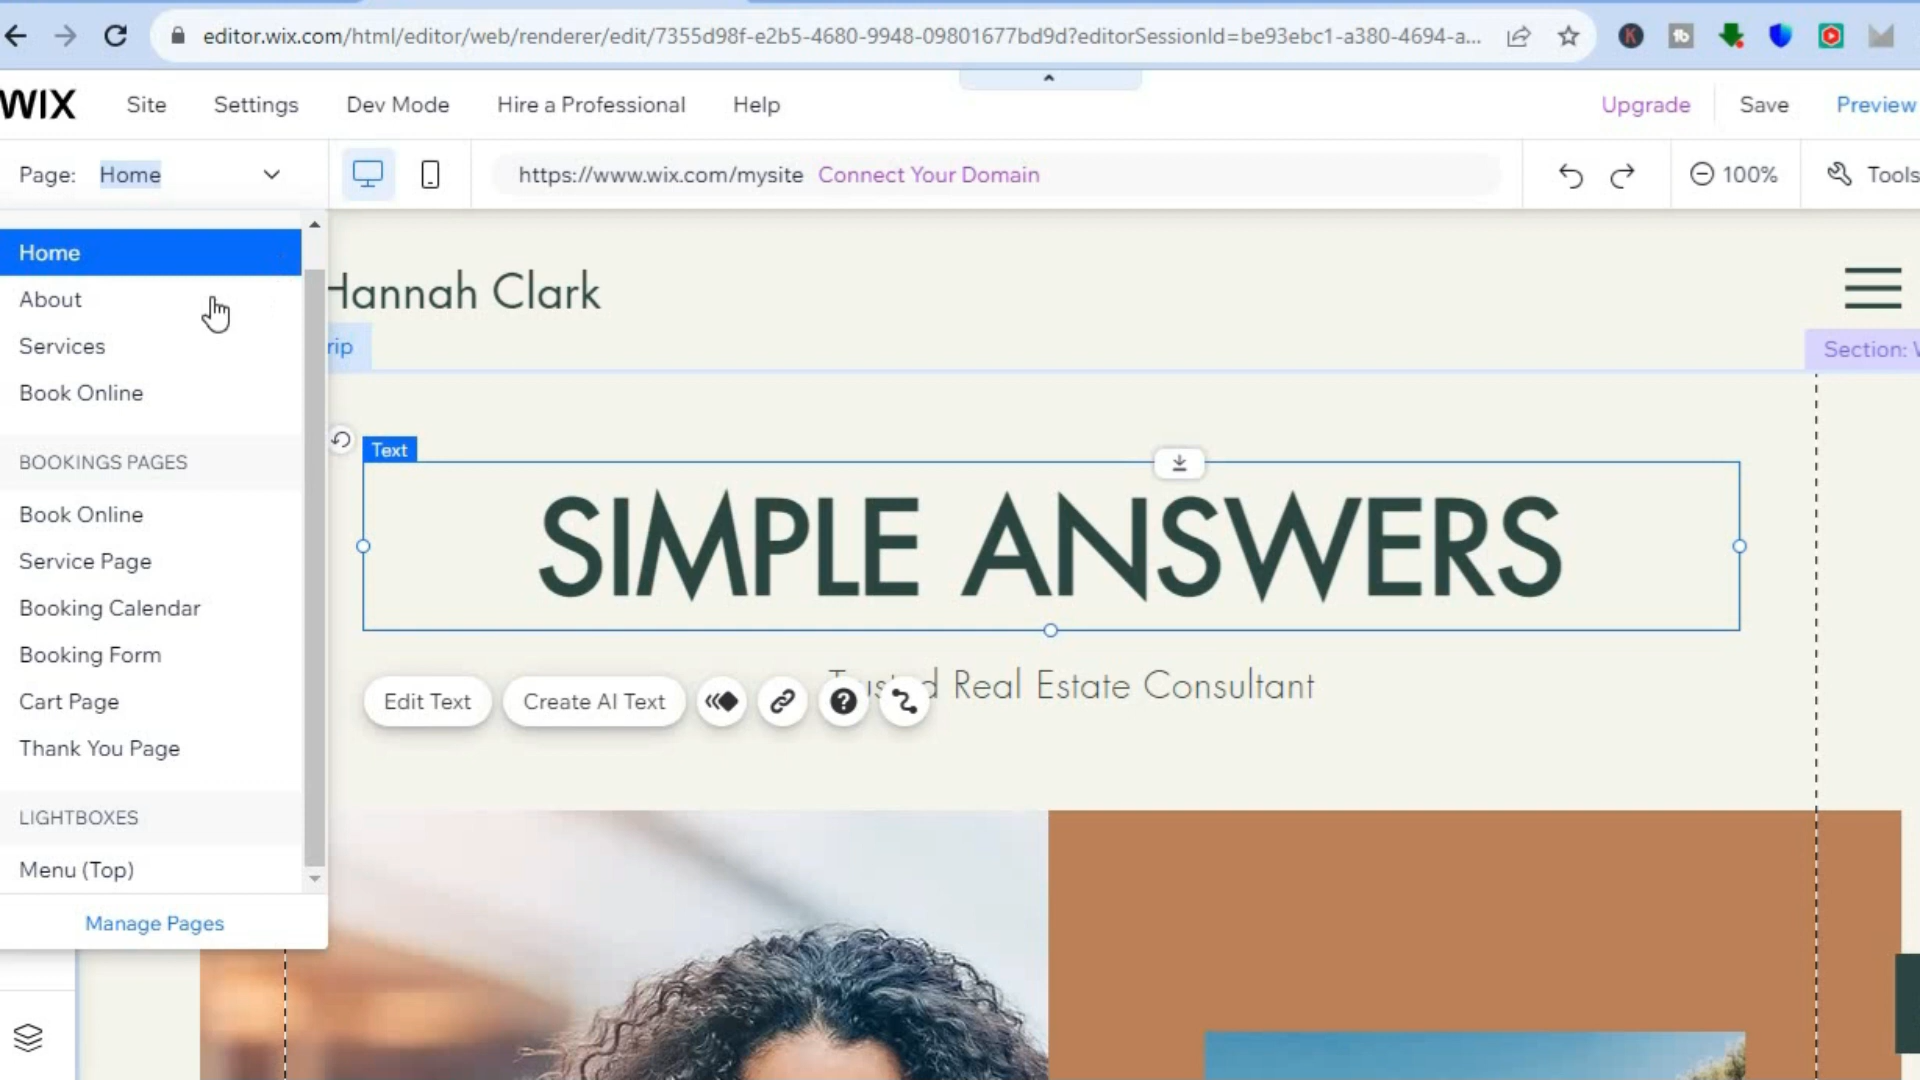 editor.wix.com/html/editor/web/renderer/edit/7355d98f-e2b5-4680-9948-09801677bd9d?editorSessionId=be93ebc1-a380-4694-a...
WIX Site Settings Dev Mode Hire a Professional Help Upgrade Save Preview
Page: Home https://www.wix.com/mysite Connect Your Domain 100% Tools
Home
About
Services
Book Online
BOOKINGS PAGES
Book Online
Service Page
Booking Calendar
Booking Form
Cart Page
Thank You Page
LIGHTBOXES
Menu (Top)
Manage Pages
Hannah Clark
rip
Section:
Text
SIMPLE ANSWERS
Trusted Real Estate Consultant
Edit Text Create AI Text